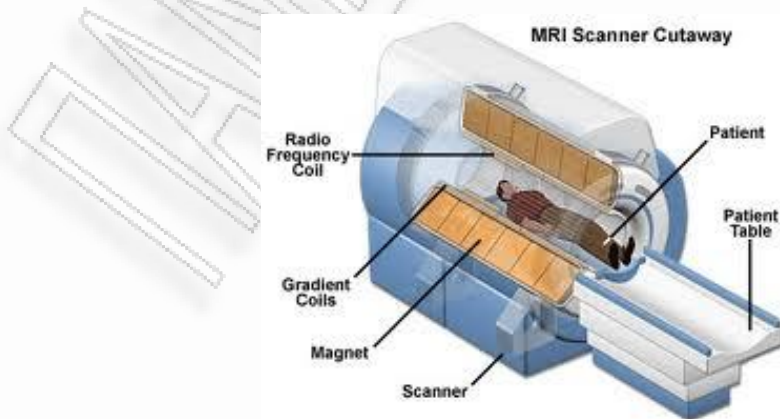 MRI Scanner Cutaway
Radio
Frequency
Coil
Patient
Patient
Table
Gradient
Coils
Magnet
Scanner